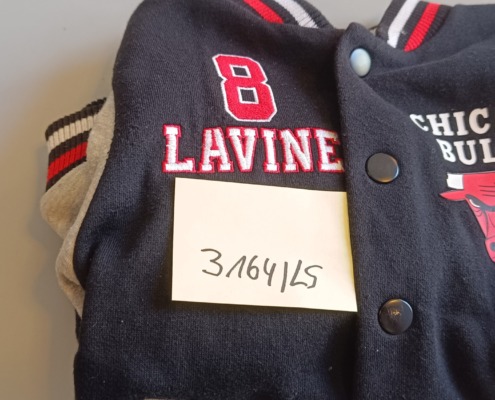 8
LAVINE
CHIC
BUL
3164/LS